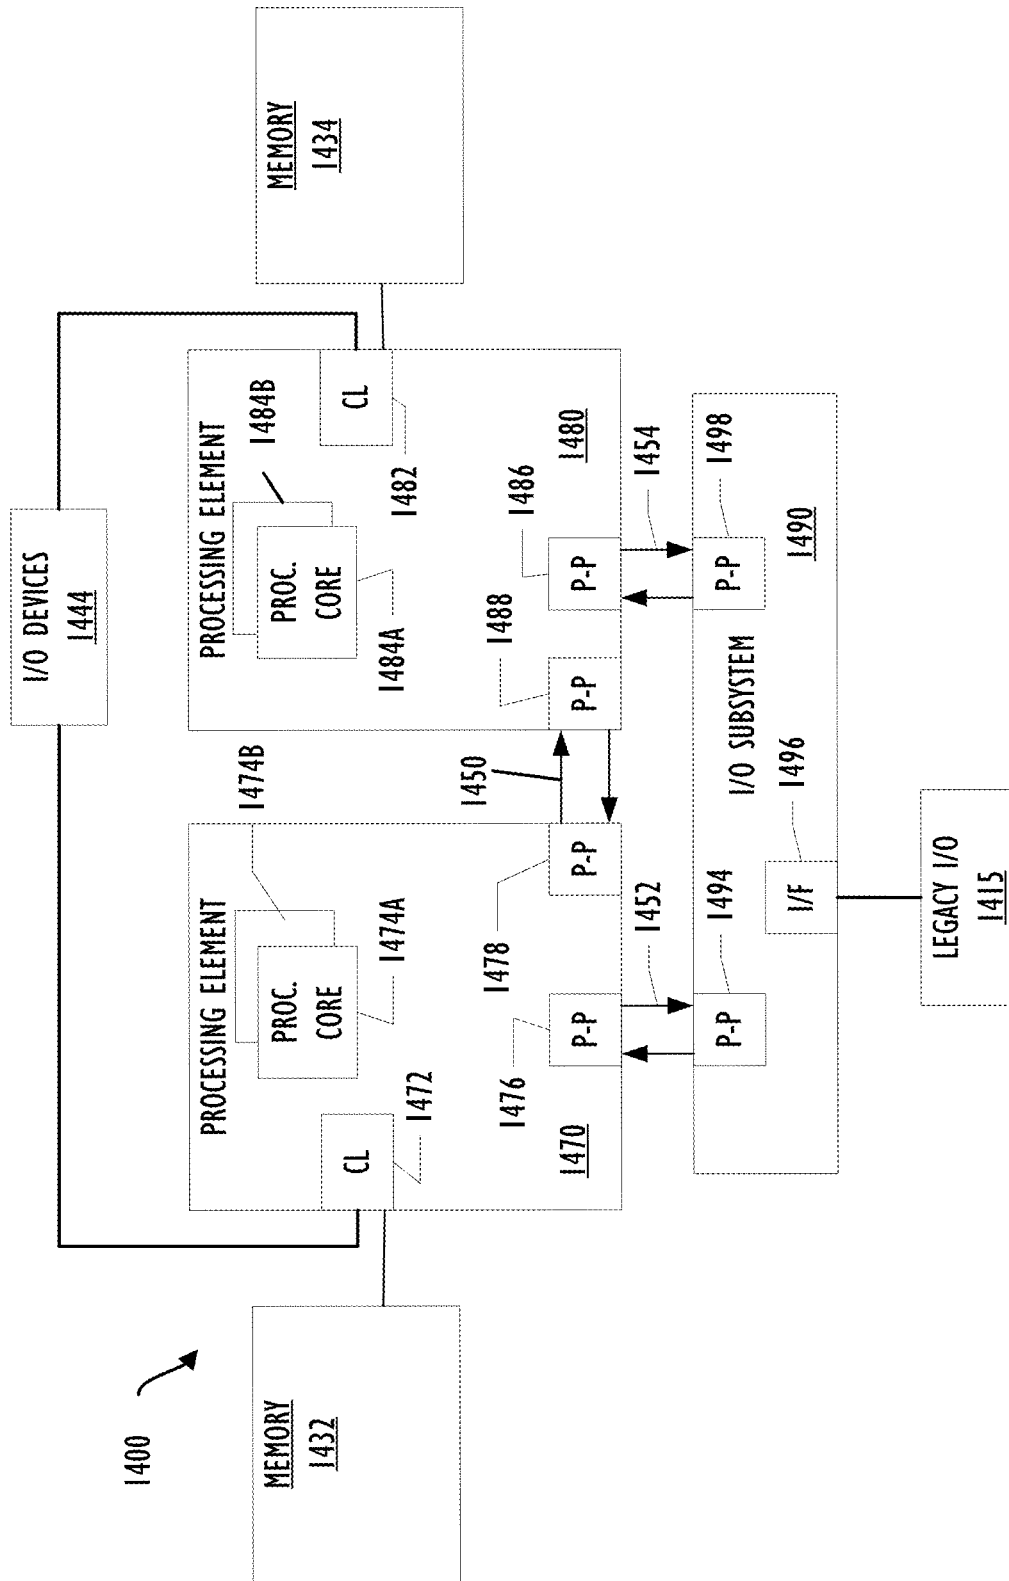 1400
I/O DEVICES
1444
MEMORY
1432
MEMORY
1434
PROCESSING ELEMENT
1474B
PROC.
CORE
1474A
CL
1472
1470
1476
P-P
1478
P-P
1450
PROCESSING ELEMENT
1484B
PROC.
CORE
1484A
CL
1482
1480
1488
P-P
1486
P-P
1452
1454
1494
P-P
I/O SUBSYSTEM
1490
P-P
1498
1496
I/F
LEGACY I/O
1415